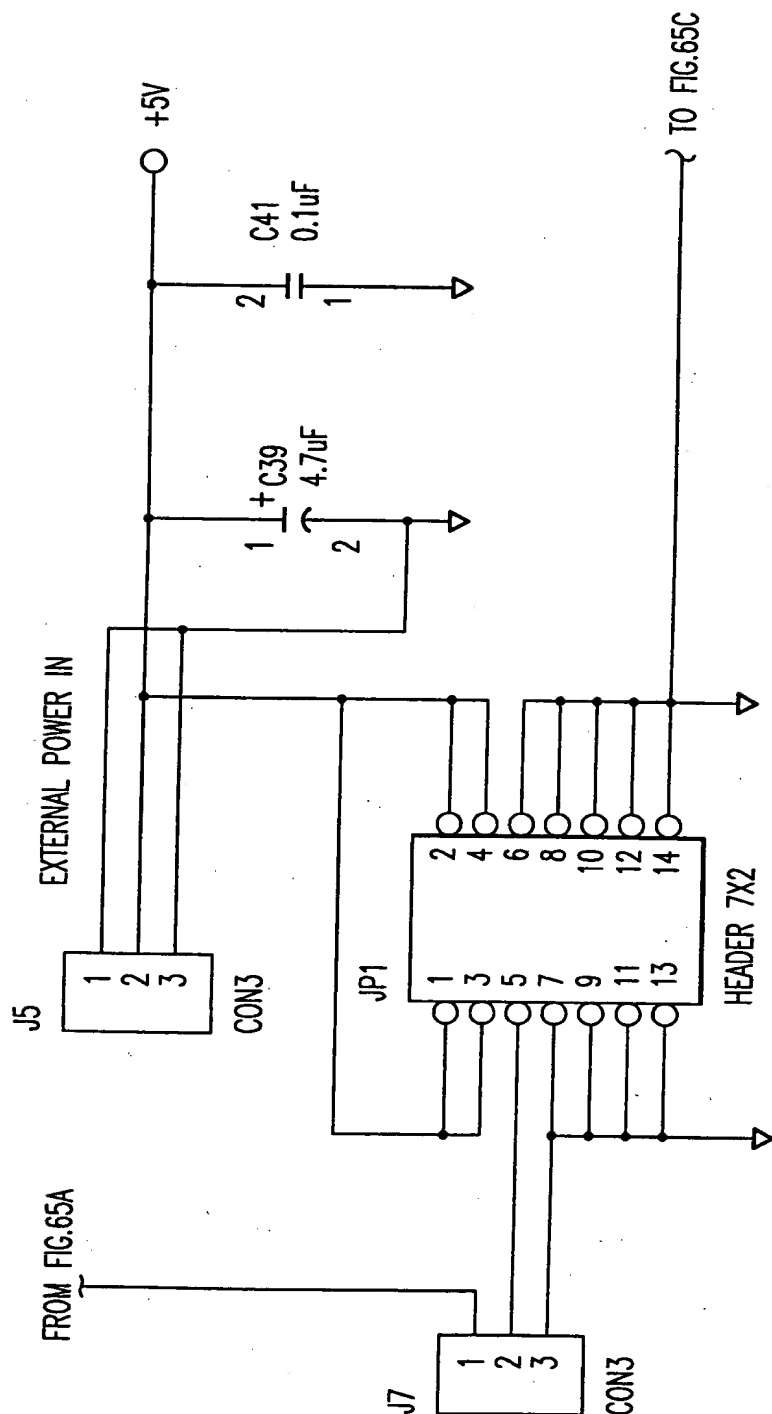 J5
1
2
3
CON3
EXTERNAL POWER IN
+5V
1
+
C39
4.7uF
2
2
C41
0.1uF
1
FROM FIG.65A
J7
1
2
3
CON3
JP1
1
3
5
7
9
11
13
2
4
6
8
10
12
14
HEADER 7X2
TO FIG.65C